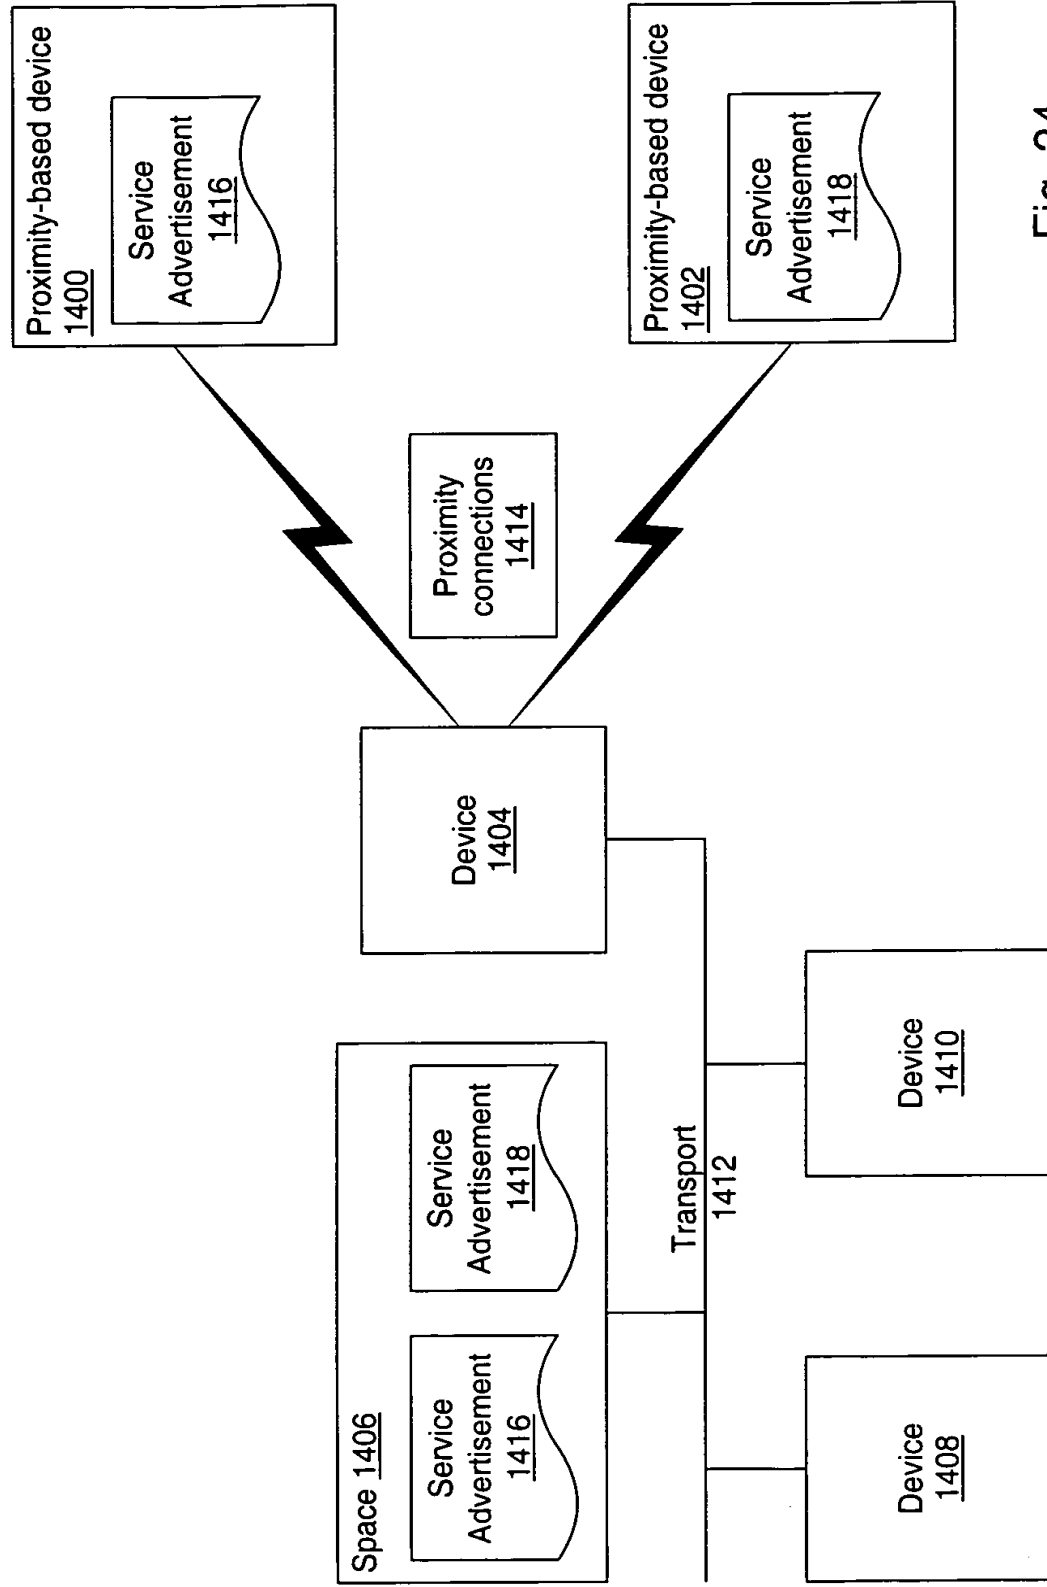 Proximity-based device
1400
Service
Advertisement
1416
Proximity-based device
1402
Service
Advertisement
1418
Proximity
connections
1414
Device
1404
Space 1406
Service
Advertisement
1416
Service
Advertisement
1418
Transport
1412
Device
1408
Device
1410